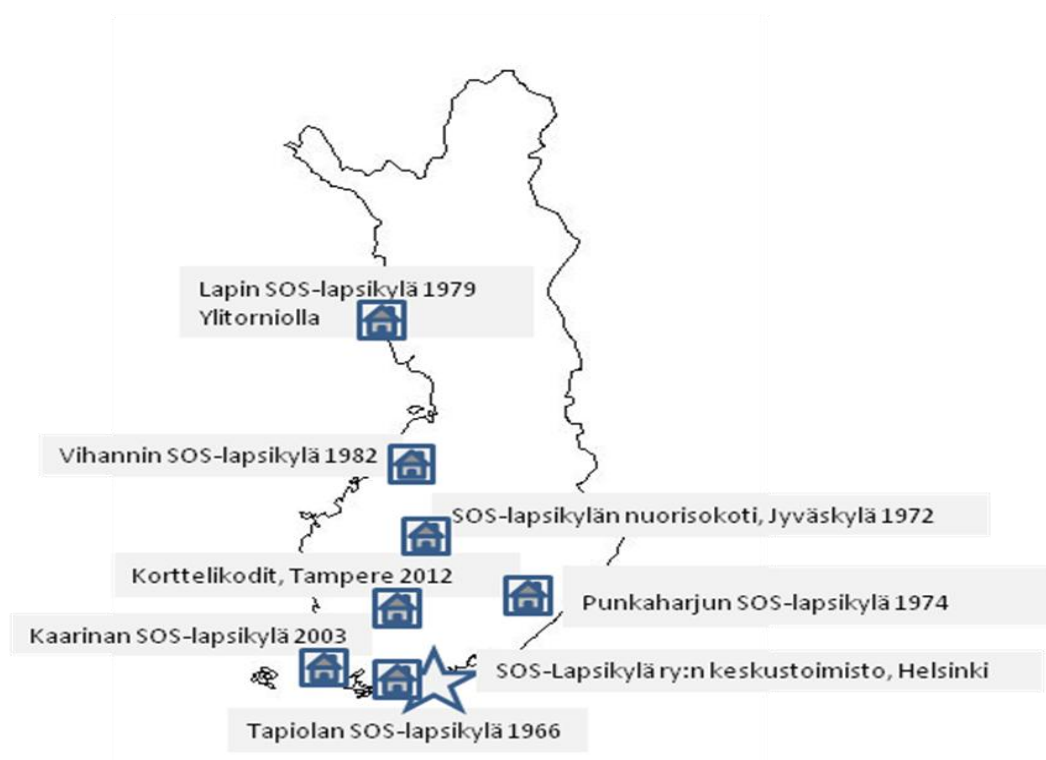 Lapin SOS-lapsikylä 1979
Ylitorniolla
Vihannin SOS-lapsikylä 1982
SOS-lapsikylän nuorisokoti, Jyväskylä 1972
Korttelikodit, Tampere 2012
Punkaharjun SOS-lapsikylä 1974
Kaarinan SOS-lapsikylä 2003
SOS-Lapsikylä ry:n keskustoimisto, Helsinki
Tapiolan SOS-lapsikylä 1966